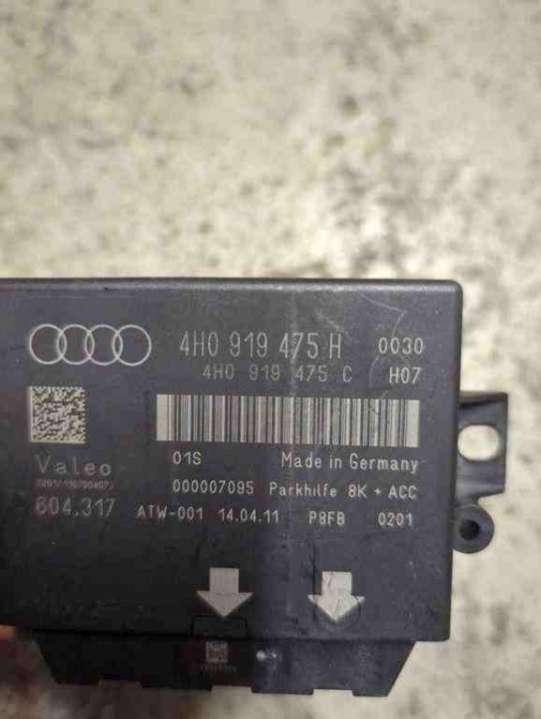 4H0 919 475 H 0030
4H0 919 475 C H07
Valeo
01S Made in Germany
000007095 Parkhilfe 8K + ACC
604.317
ATW-001 14.04.11 P8FB 0201